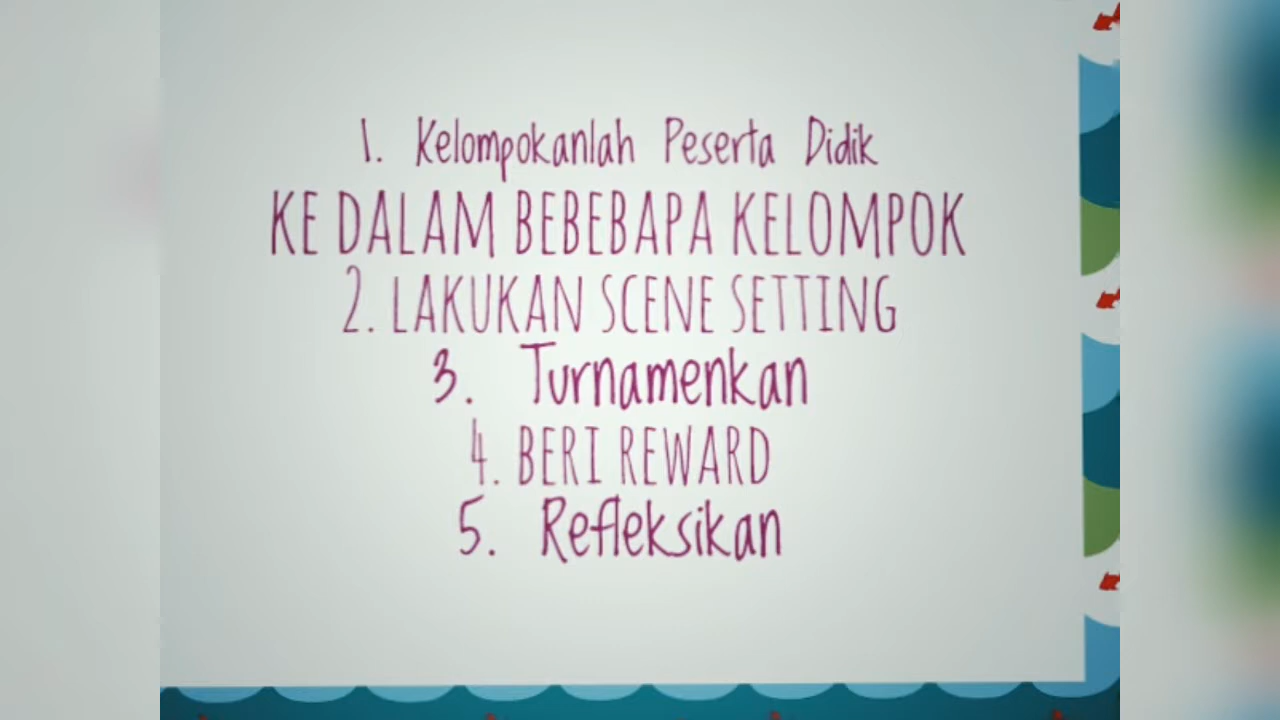 1. Kelompokanlah Peserta Didik
KE DALAM BEBEBAPA KELOMPOK
2. LAKUKAN SCENE SETTING
3. Turnamenkan
4. BERI REWARD
5. Refleksikan